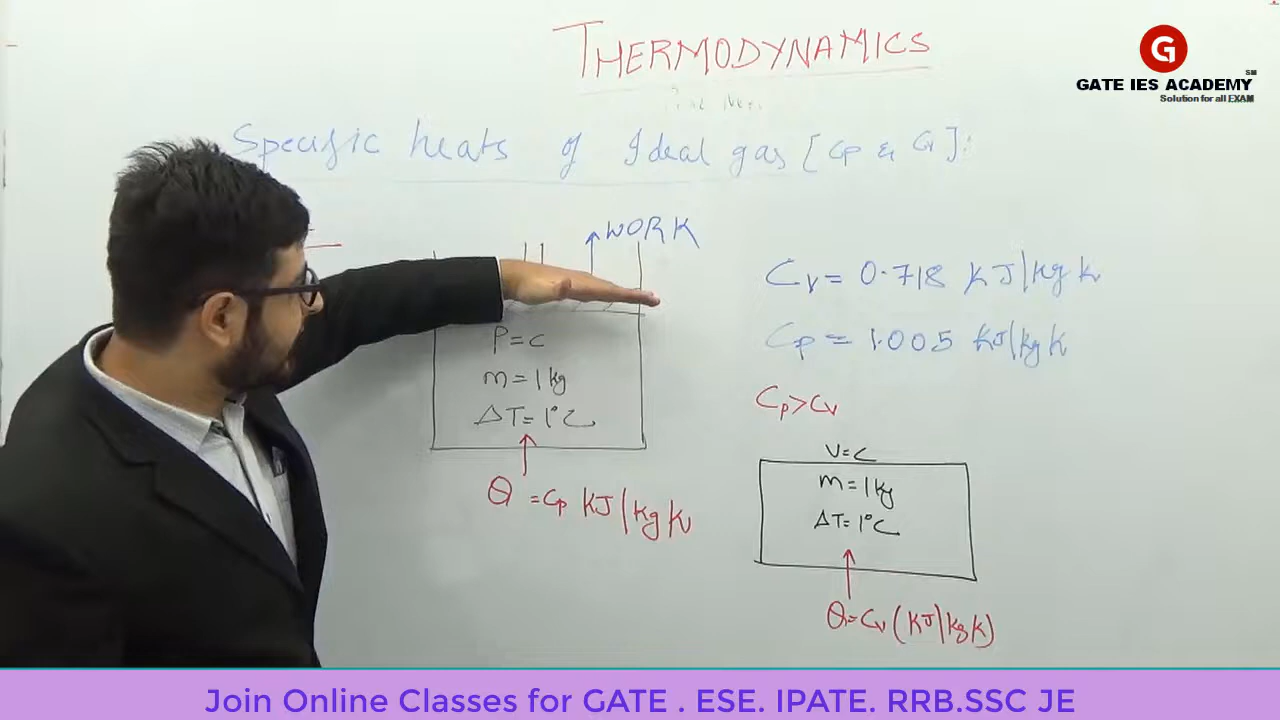 THERMODYNAMICS
G
GATE IES ACADEMY
SM
Solution for all EXAM
Specific heats of Ideal gas [Cp & Cv]:
WORK
P=C
m=1kg
ΔT=1°C
Q =Cp KJ/kg K
Cv= 0.718 KJ/kg K
Cp = 1.005 KJ/kg K
Cp>Cv
V=C
m=1kg
ΔT=1°C
Q=Cv (KJ/kg K)
Join Online Classes for GATE . ESE. IPATE. RRB.SSC JE